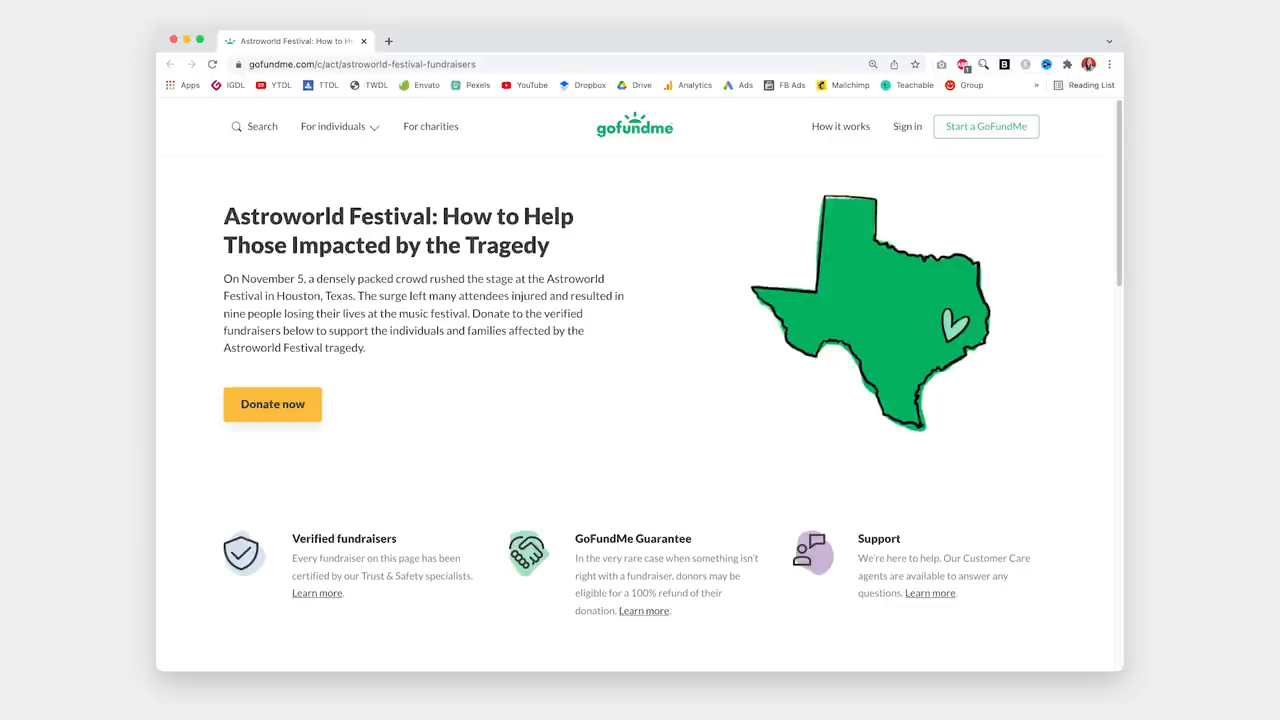 Astroworld Festival: How to H
gofundme.com/c/act/astroworld-festival-fundraisers
Apps IGDL YTDL TTDL TWDL Envato Pexels YouTube Dropbox Drive Analytics Ads FB Ads Mailchimp Teachable Group » Reading List
Search For individuals For charities gofundme How it works Sign in Start a GoFundMe
Astroworld Festival: How to Help
Those Impacted by the Tragedy
On November 5, a densely packed crowd rushed the stage at the Astroworld
Festival in Houston, Texas. The surge left many attendees injured and resulted in
nine people losing their lives at the music festival. Donate to the verified
fundraisers below to support the individuals and families affected by the
Astroworld Festival tragedy.
Donate now
Verified fundraisers
Every fundraiser on this page has been
certified by our Trust & Safety specialists.
Learn more.
GoFundMe Guarantee
In the very rare case when something isn't
right with a fundraiser, donors may be
eligible for a 100% refund of their
donation. Learn more.
Support
We're here to help. Our Customer Care
agents are available to answer any
questions. Learn more.